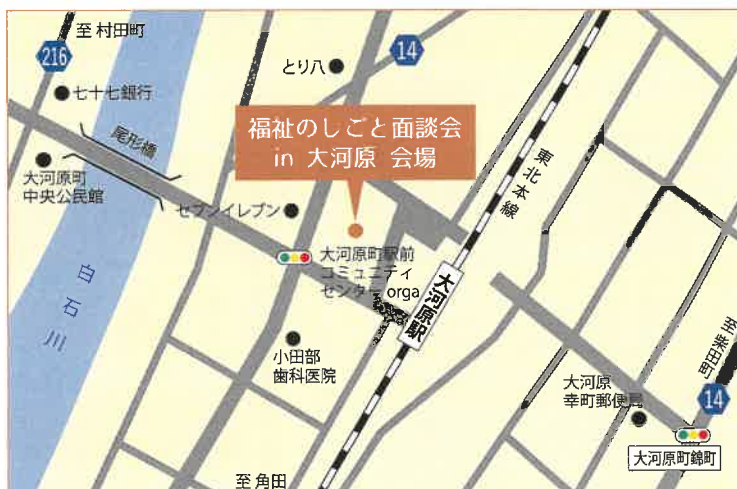 至 村田町
216
七十七銀行
とり八
14
尾形橋
福祉のしごと面談会
in 大河原 会場
大河原町
中央公民館
セブンイレブン
東北本線
大河原町駅前
コミュニティ
センター orga
大河原駅
白石川
小田部
歯科医院
至 柴田町
大河原
幸町郵便局
14
大河原町錦町
至 角田